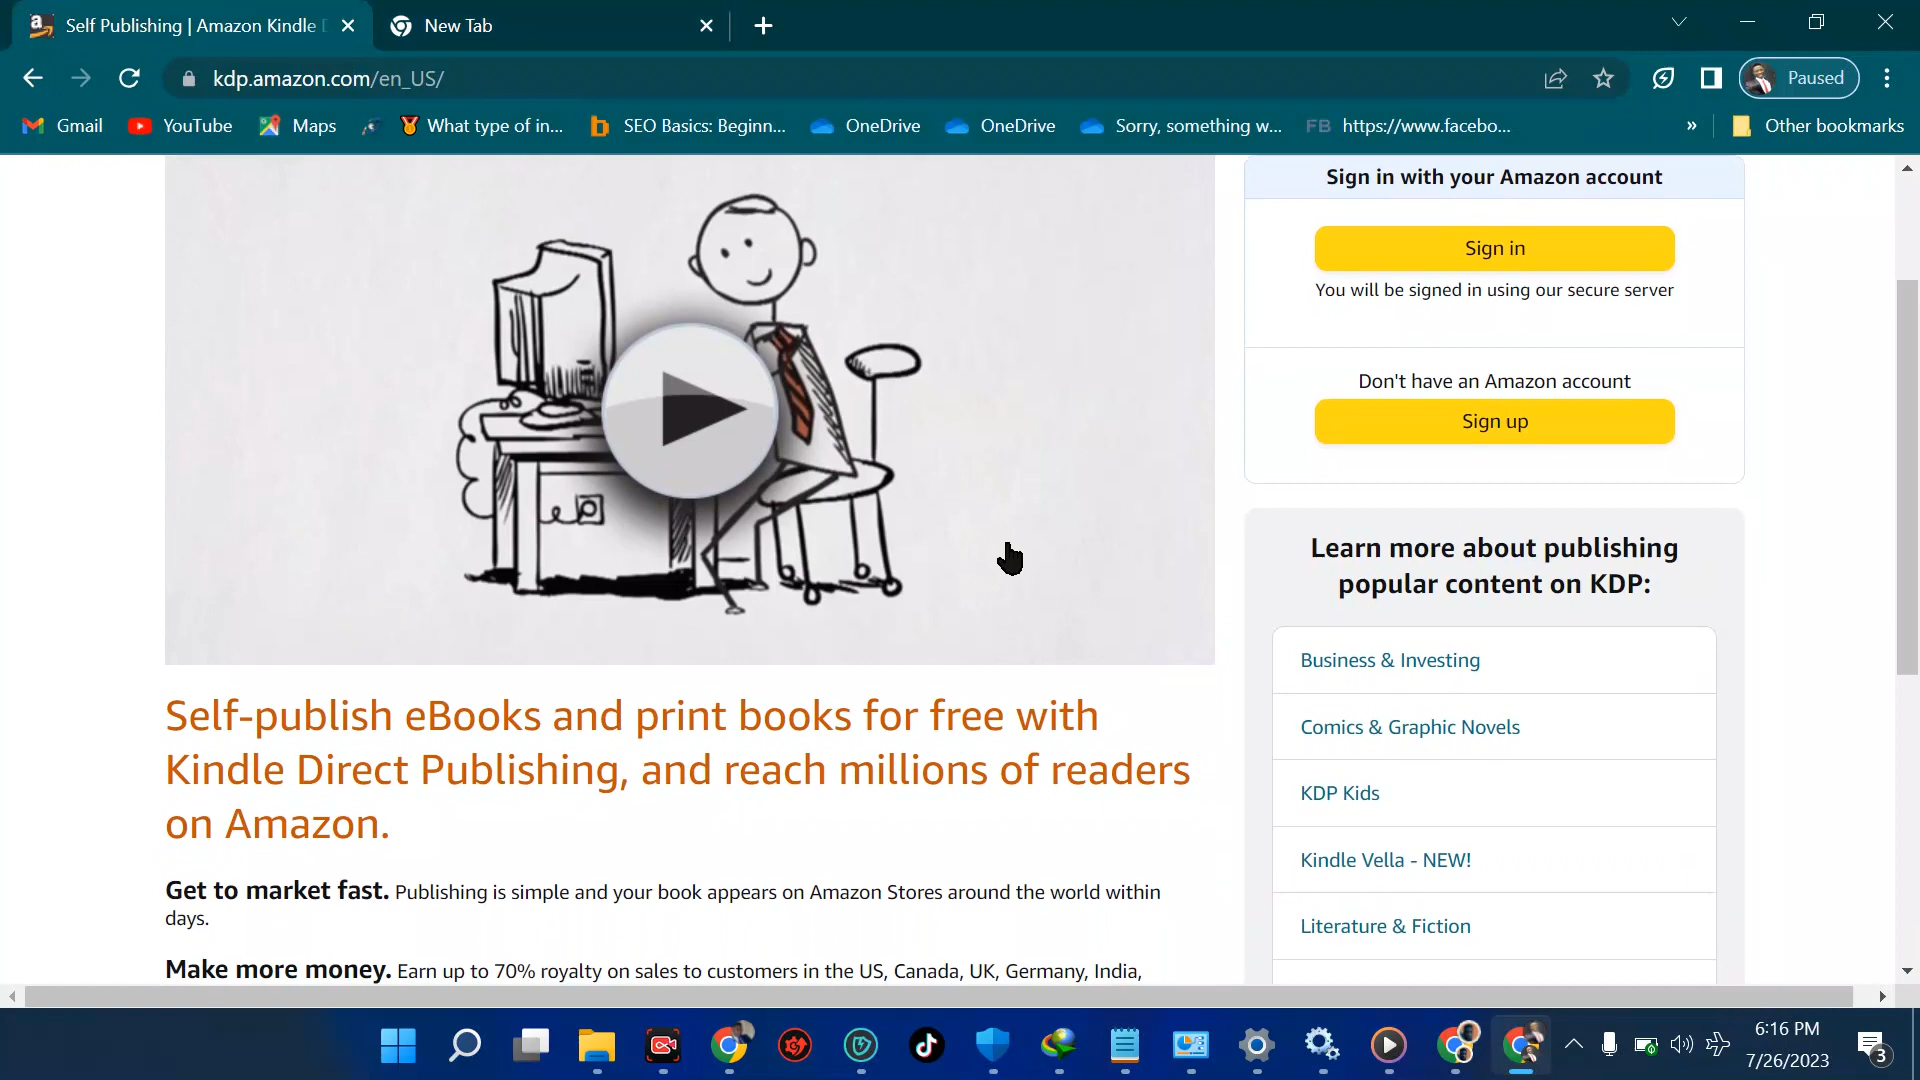 Self Publishing | Amazon Kindle D
New Tab
kdp.amazon.com/en_US/
Paused
Gmail
YouTube
Maps
What type of in...
SEO Basics: Beginn...
OneDrive
OneDrive
Sorry, something w...
FB
https://www.facebo...
»
Other bookmarks
Sign in with your Amazon account
Sign in
You will be signed in using our secure server
Don't have an Amazon account
Sign up
Learn more about publishing
popular content on KDP:
Business & Investing
Comics & Graphic Novels
KDP Kids
Kindle Vella - NEW!
Literature & Fiction
Self-publish eBooks and print books for free with
Kindle Direct Publishing, and reach millions of readers
on Amazon.
Get to market fast. Publishing is simple and your book appears on Amazon Stores around the world within
days.
Make more money. Earn up to 70% royalty on sales to customers in the US, Canada, UK, Germany, India,
6:16 PM
7/26/2023
3